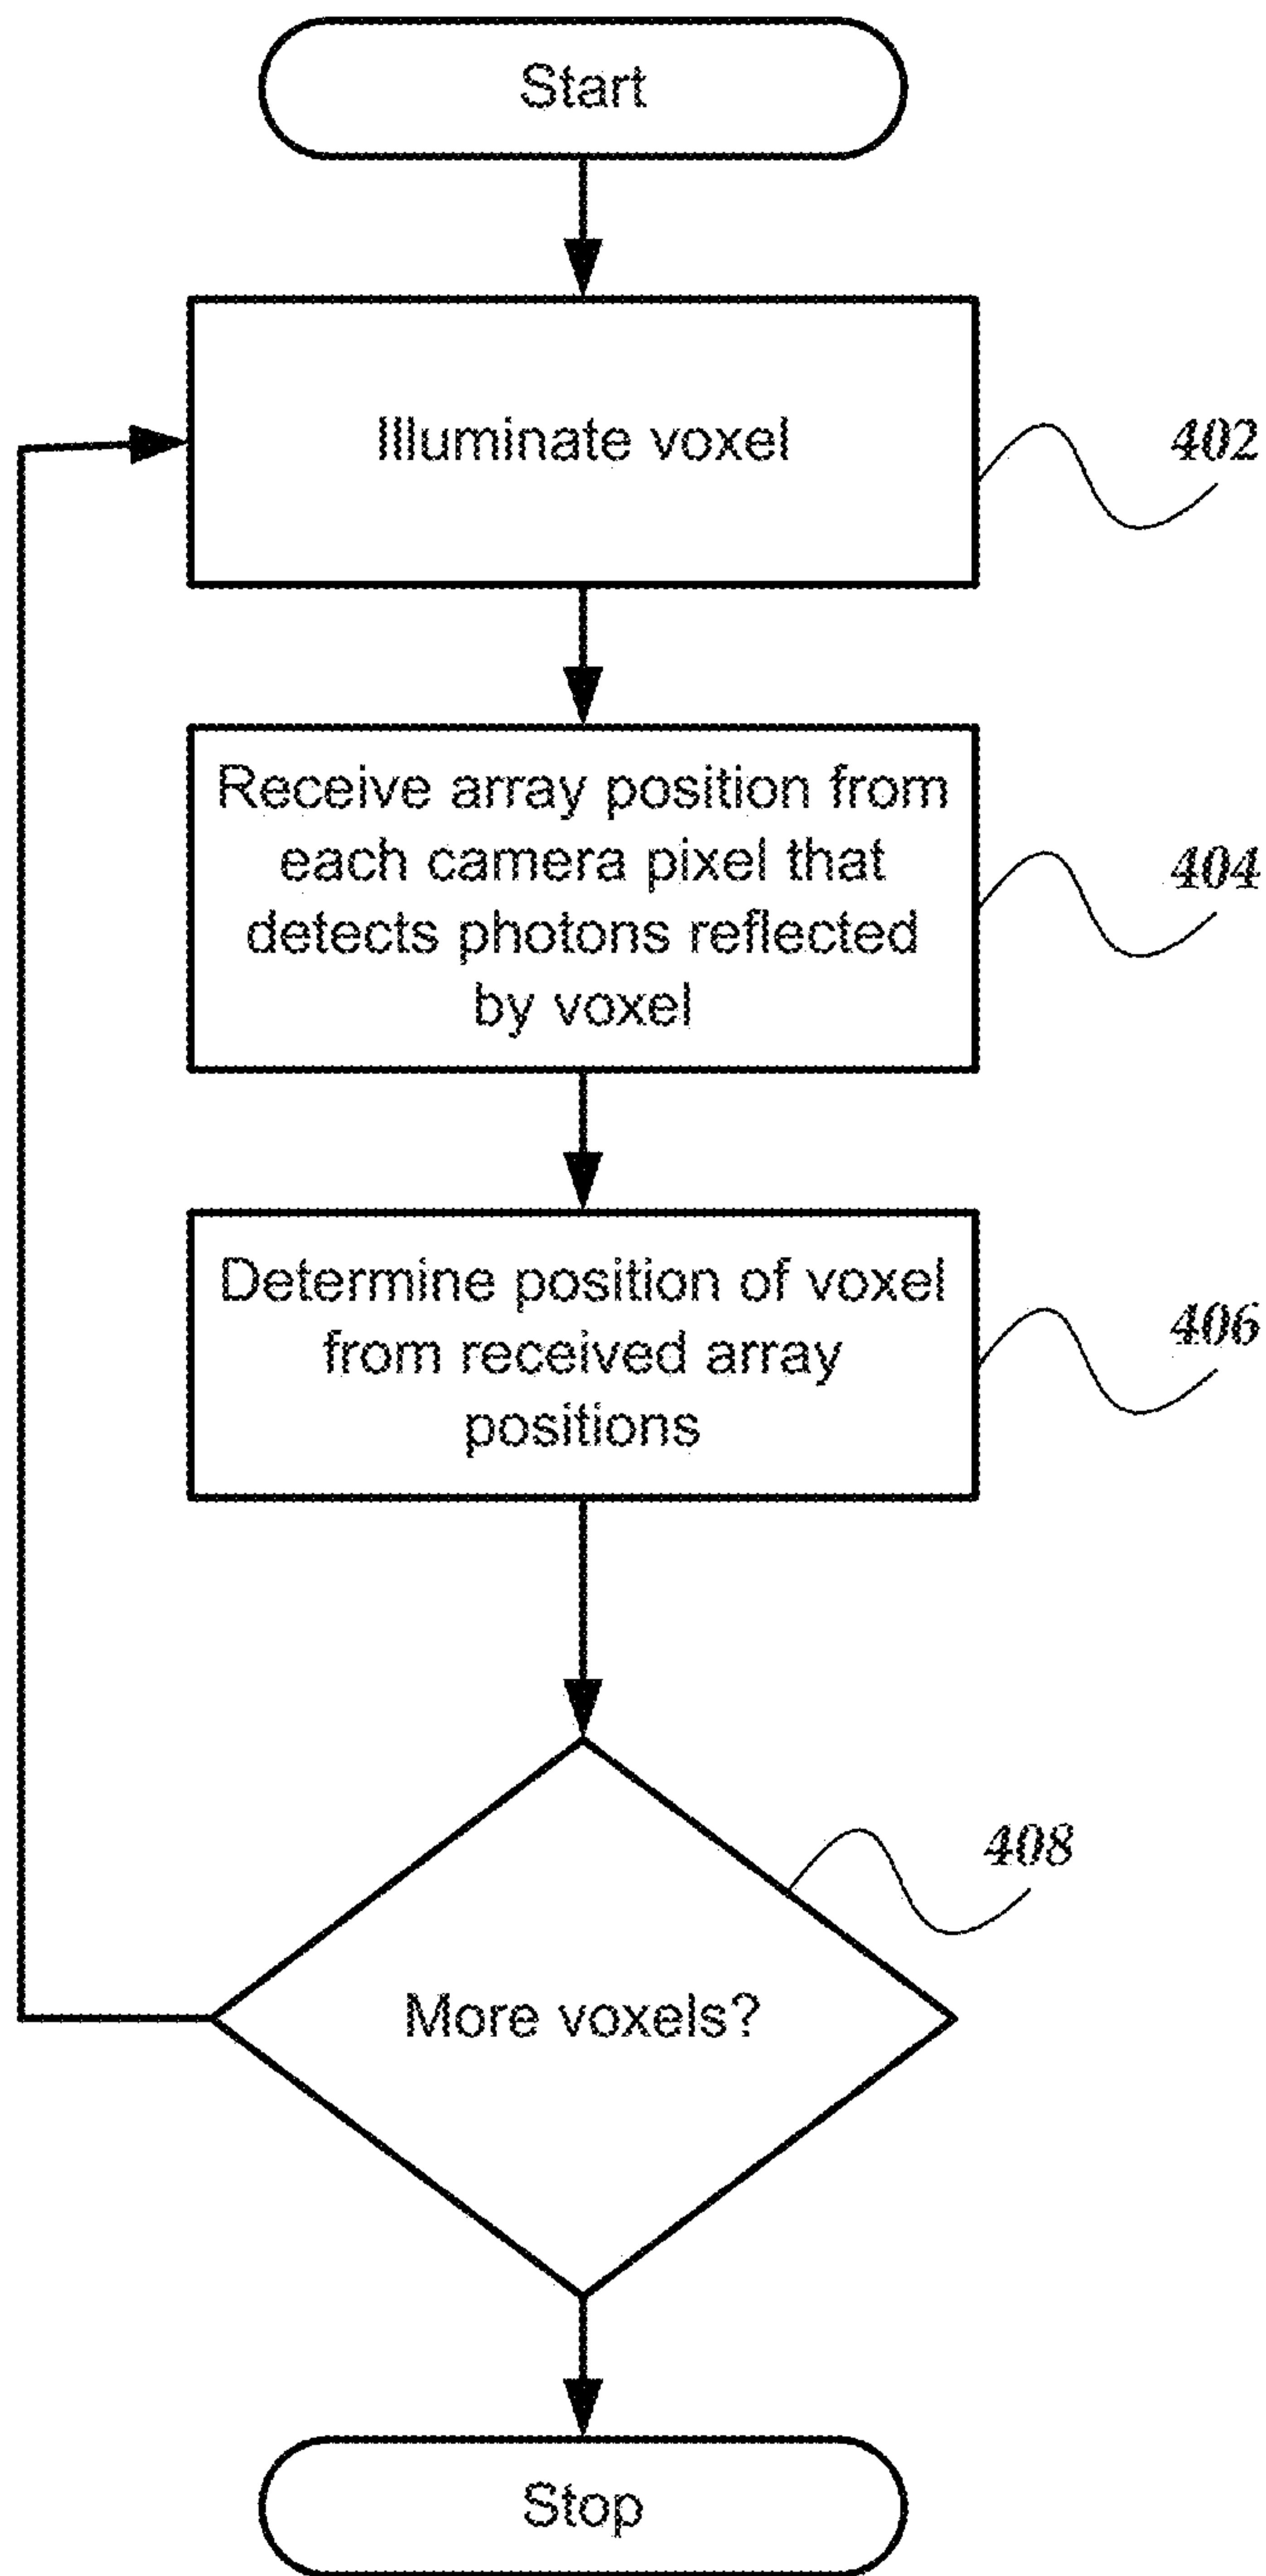 Start
Illuminate voxel
402
Receive array position from
each camera pixel that
detects photons reflected
by voxel
404
Determine position of voxel
from received array
positions
406
408
More voxels?
Stop